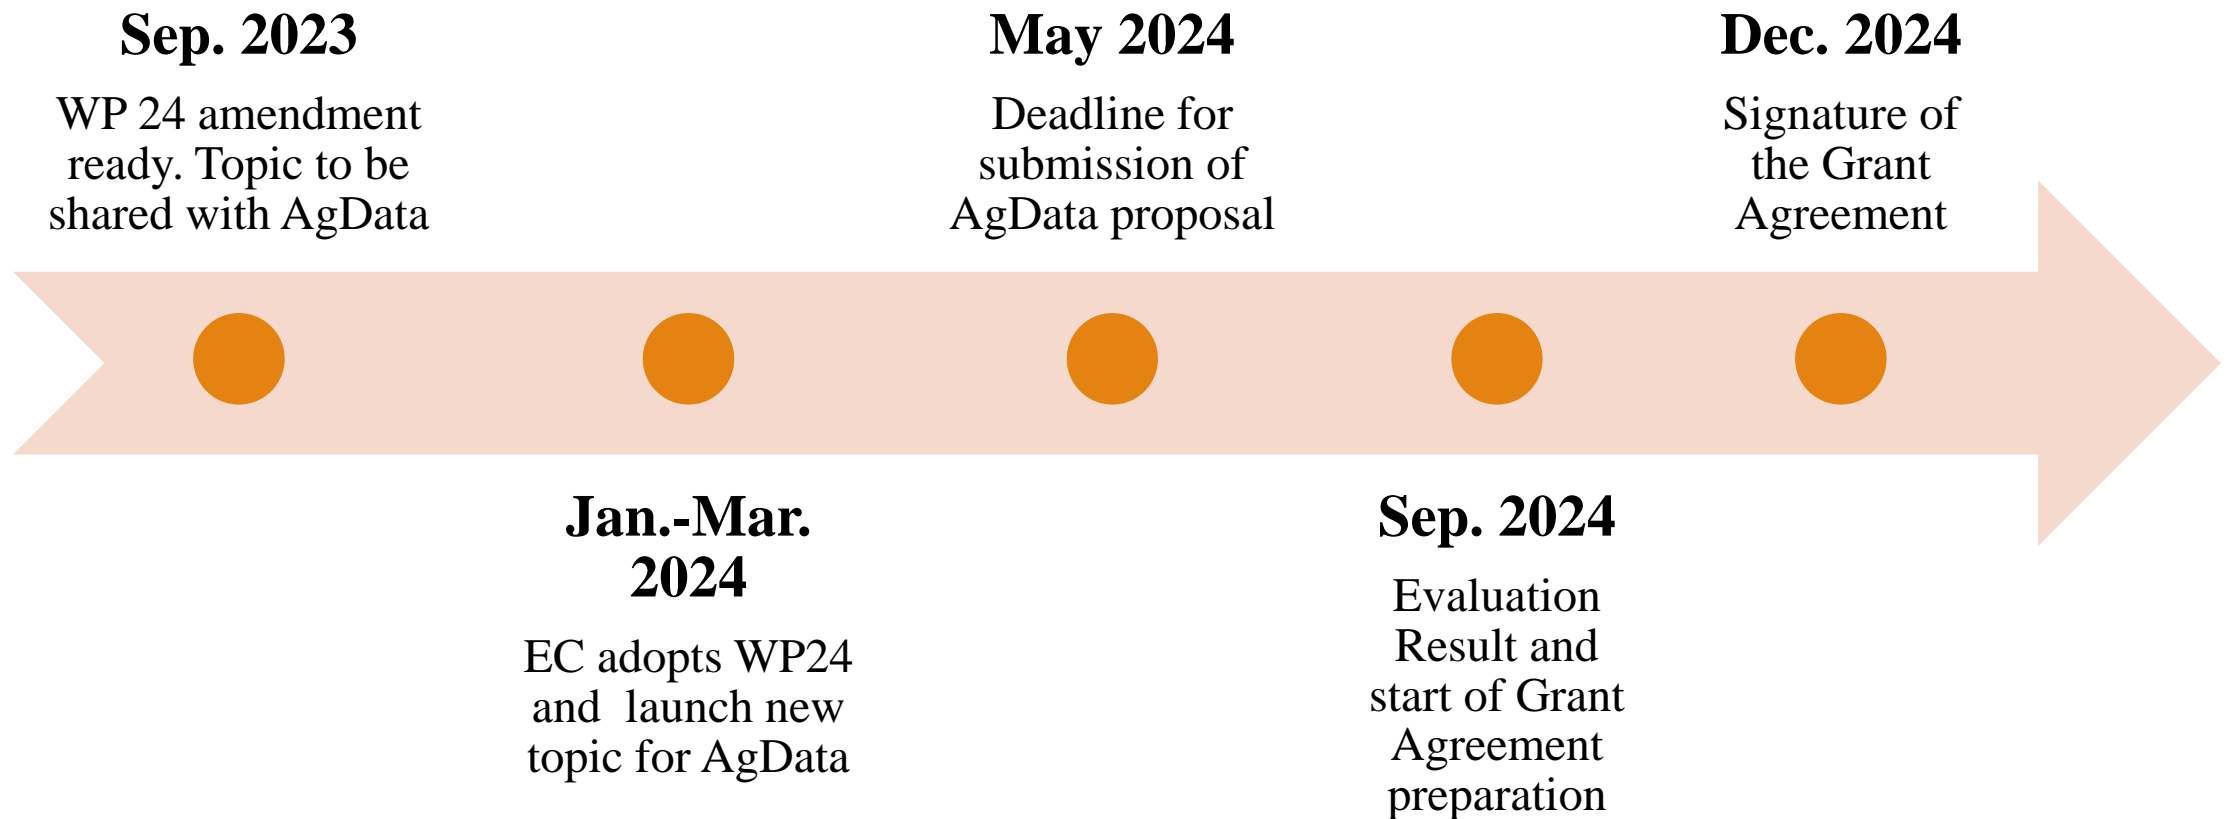 Sep. 2023
WP 24 amendment
ready. Topic to be
shared with AgData
Jan.-Mar.
2024
EC adopts WP24
and  launch new
topic for AgData
May 2024
Deadline for
submission of
AgData proposal
Sep. 2024
Evaluation
Result and
start of Grant
Agreement
preparation
Dec. 2024
Signature of
the Grant
Agreement